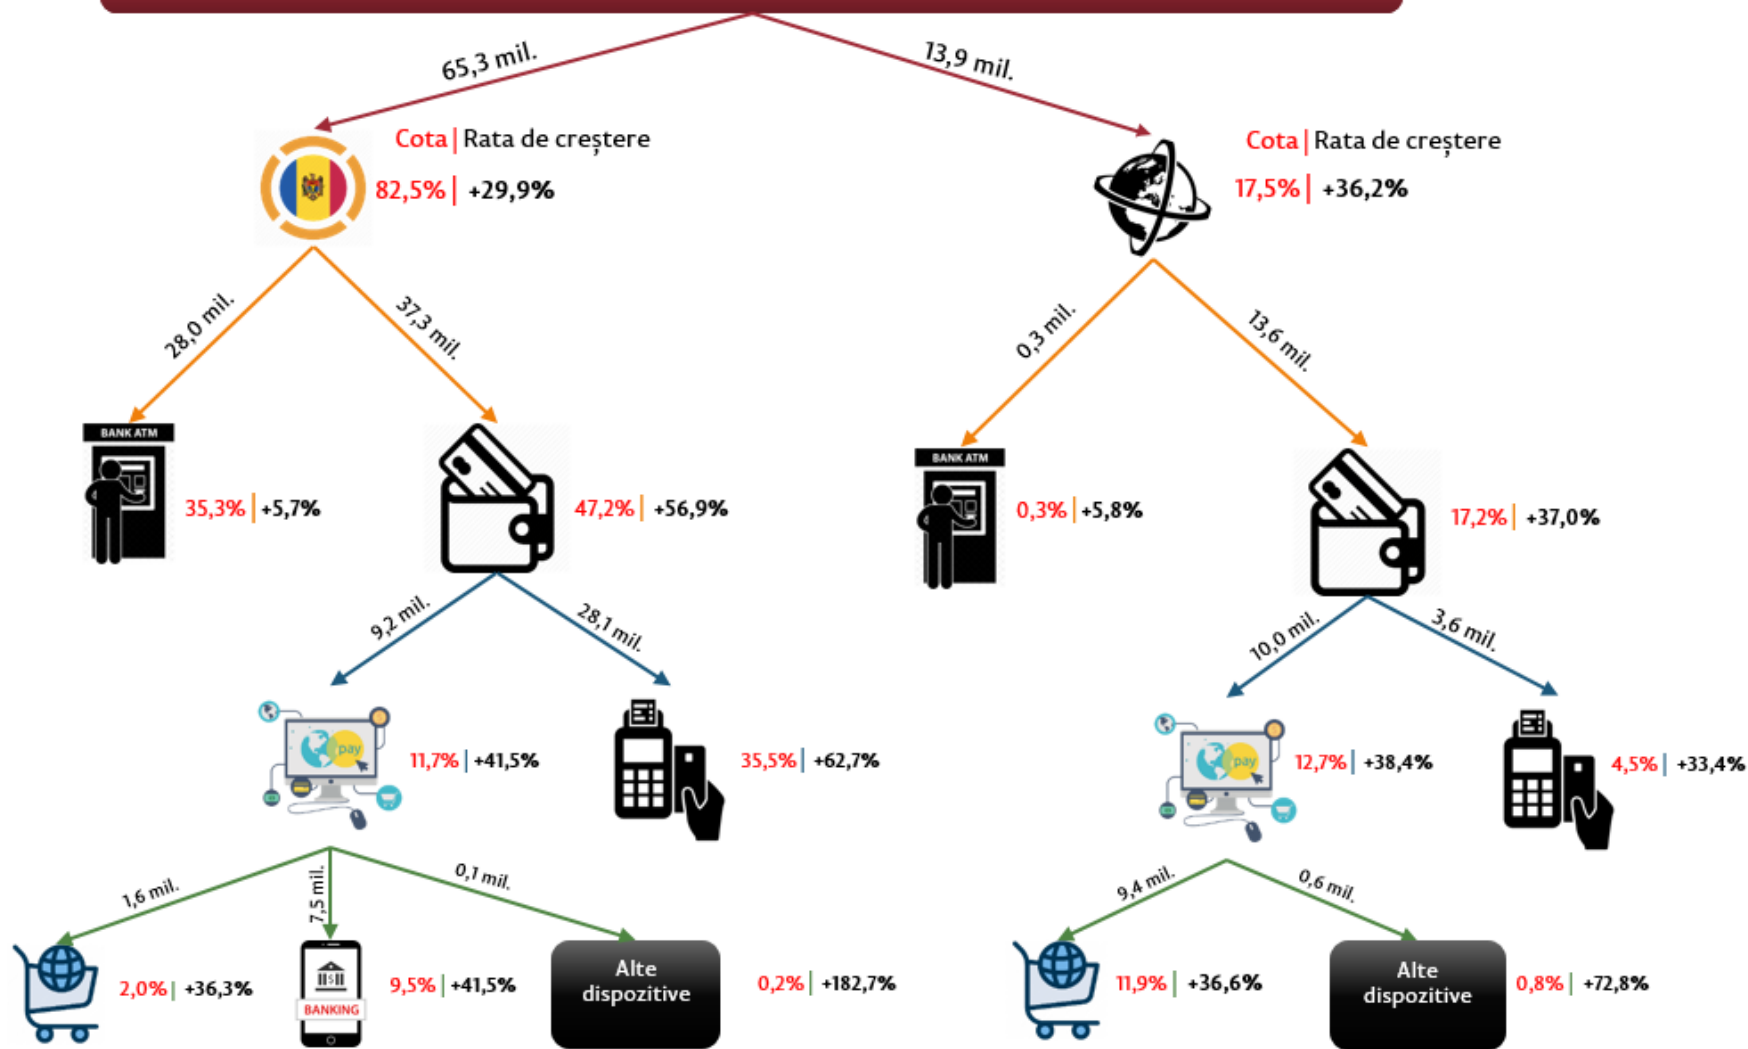 65,3 mil.
13,9 mil.
Cota | Rata de creștere
82,5% | +29,9%
Cota | Rata de creștere
17,5% | +36,2%
28,0 mil.
37,3 mil.
0,3 mil.
13,6 mil.
BANK ATM
35,3% | +5,7%
47,2% | +56,9%
BANK ATM
0,3% | +5,8%
17,2% | +37,0%
9,2 mil.
28,1 mil.
10,0 mil.
3,6 mil.
pay
11,7% | +41,5%
35,5% | +62,7%
pay
12,7% | +38,4%
4,5% | +33,4%
1,6 mil.
7,5 mil.
0,1 mil.
9,4 mil.
0,6 mil.
2,0% | +36,3%
BANKING
9,5% | +41,5%
Alte
dispozitive
0,2% | +182,7%
11,9% | +36,6%
Alte
dispozitive
0,8% | +72,8%